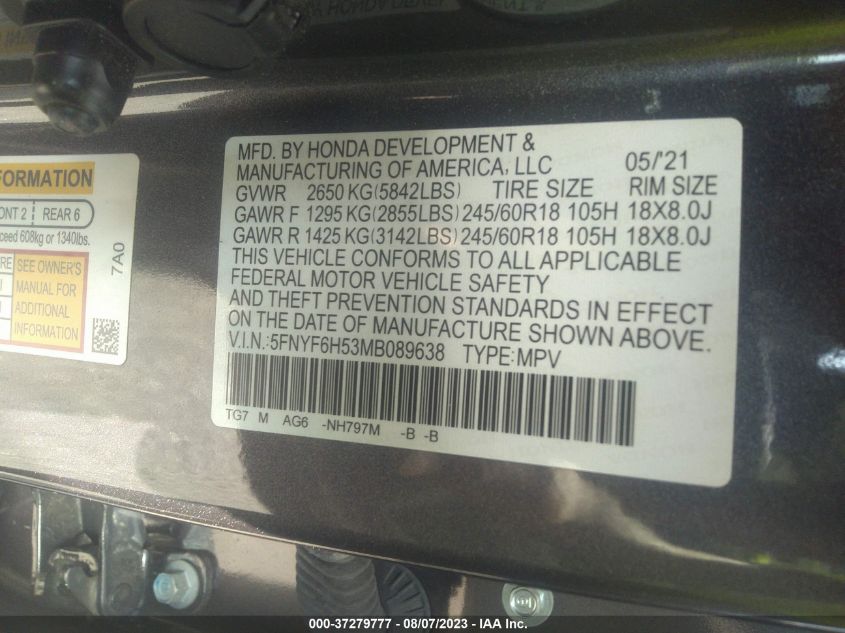 FORMATION
ONT 2 REAR 6
ceed 608kg or 1340lbs.
RE SEE OWNER'S
MANUAL FOR
ADDITIONAL
INFORMATION
7A0
MFD. BY HONDA DEVELOPMENT &
MANUFACTURING OF AMERICA, LLC 05/'21
GVWR 2650 KG(5842LBS) TIRE SIZE RIM SIZE
GAWR F 1295 KG(2855LBS) 245/60R18 105H 18X8.0J
GAWR R 1425 KG(3142LBS) 245/60R18 105H 18X8.0J
THIS VEHICLE CONFORMS TO ALL APPLICABLE
FEDERAL MOTOR VEHICLE SAFETY
AND THEFT PREVENTION STANDARDS IN EFFECT
ON THE DATE OF MANUFACTURE SHOWN ABOVE.
V.I.N.:5FNYF6H53MB089638 TYPE:MPV
TG7 M AG6 -NH797M -B -B
000-37279777 - 08/07/2023 - IAA Inc.